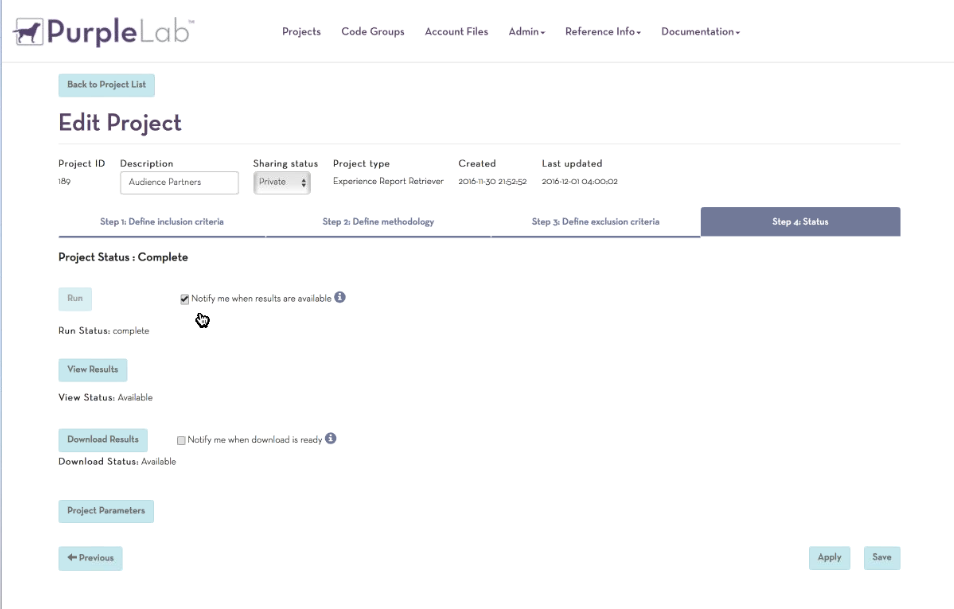 PurpleLab™
Projects Code Groups Account Files Admin Reference Info Documentation
Back to Project List
Edit Project
Project ID Description Sharing status Project type Created Last updated
189 Audience Partners Private Experience Report Retriever 2016-11-30 21:52:52 2016-12-01 04:00:02
Step 1: Define inclusion criteria Step 2: Define methodology Step 3: Define exclusion criteria Step 4: Status
Project Status : Complete
Run Notify me when results are available i
Run Status: complete
View Results
View Status: Available
Download Results Notify me when download is ready i
Download Status: Available
Project Parameters
Previous Apply Save